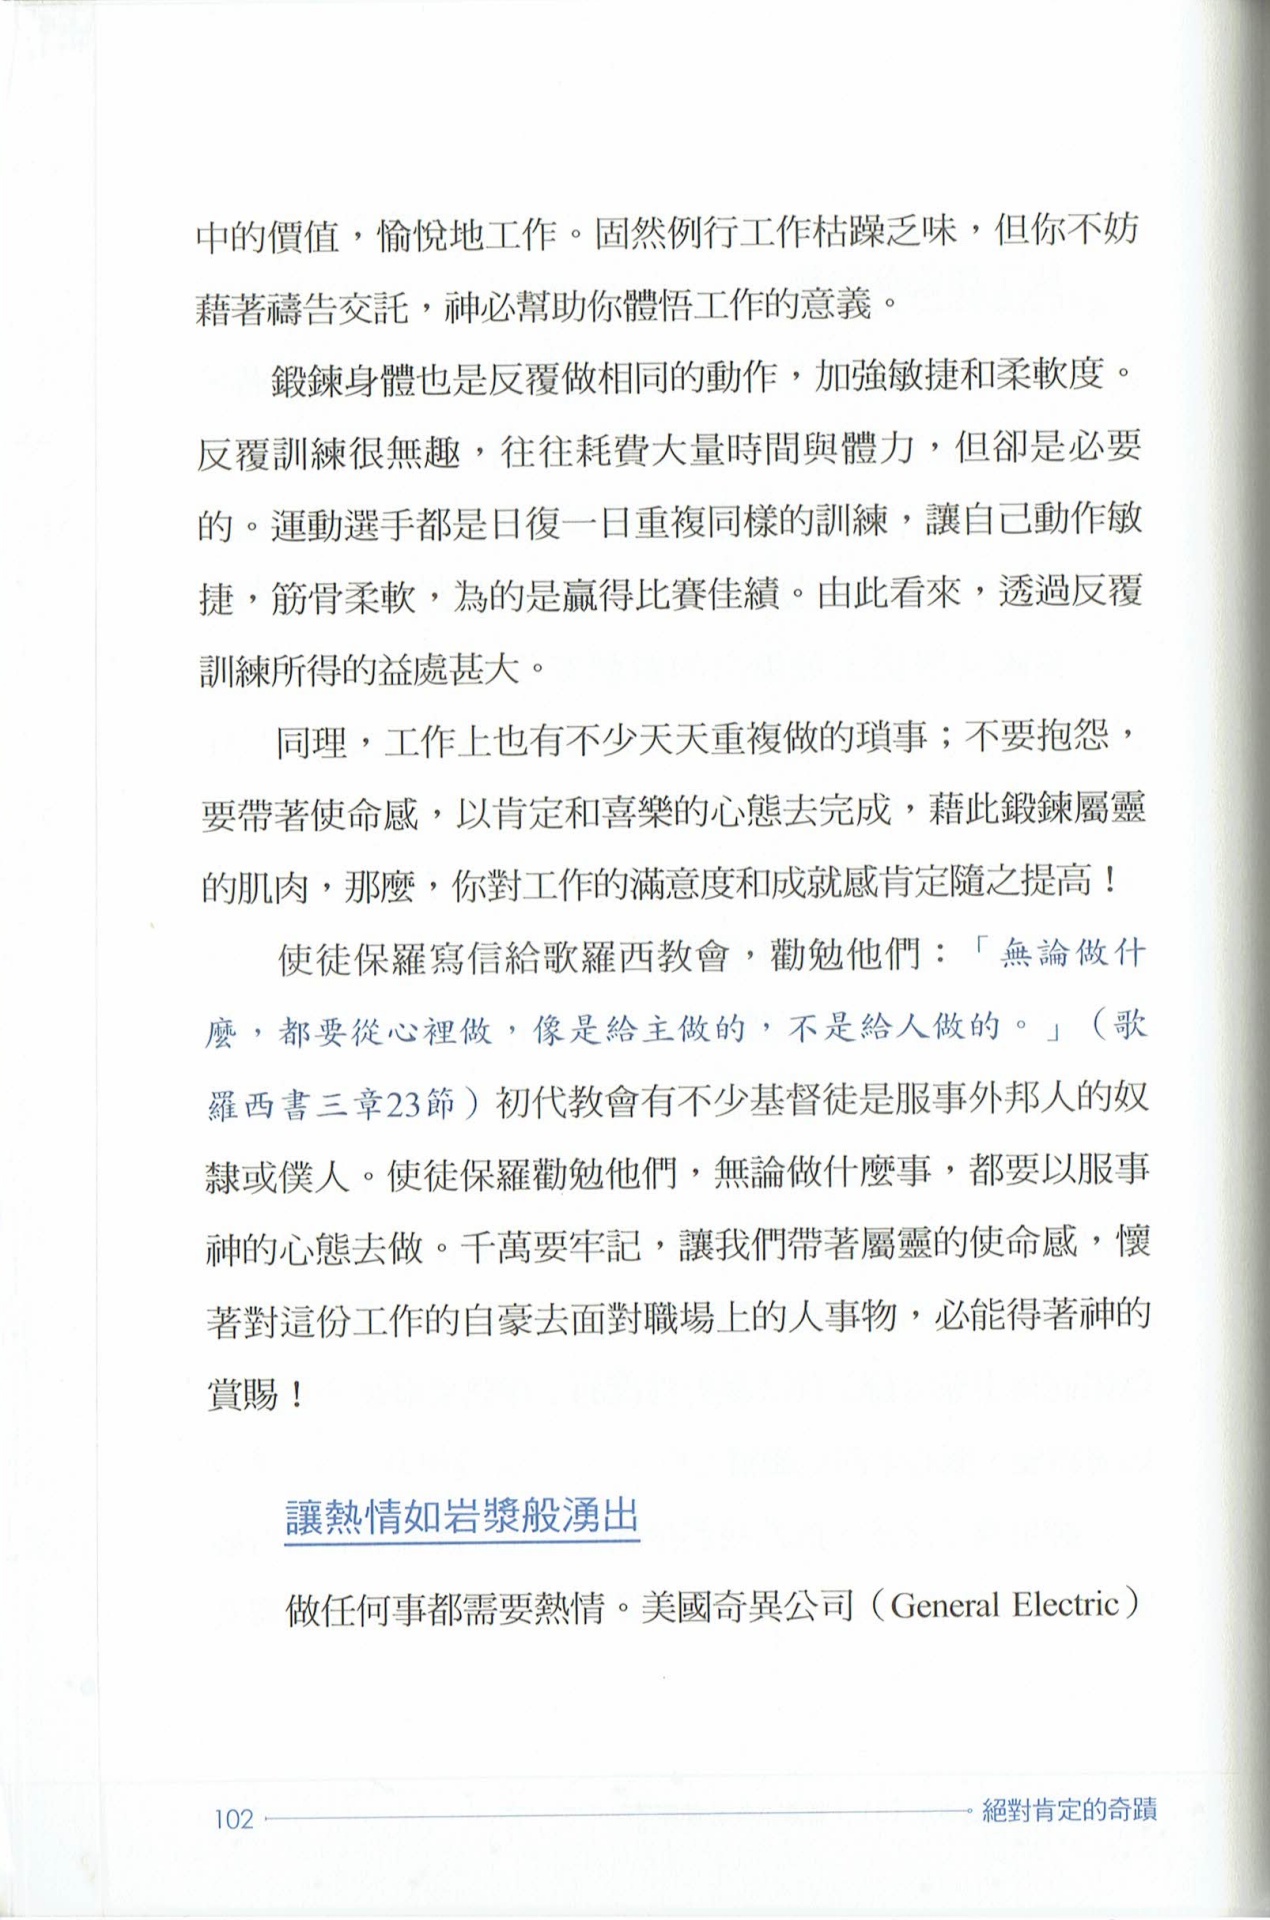 中的價值，愉悅地工作。固然例行工作枯躁乏味，但你不妨
藉著禱告交託，神必幫助你體悟工作的意義。
鍛鍊身體也是反覆做相同的動作，加強敏捷和柔軟度。
反覆訓練很無趣，往往耗費大量時間與體力，但卻是必要
的。運動選手都是日復一日重複同樣的訓練，讓自己動作敏
捷，筋骨柔軟，為的是贏得比賽佳績。由此看來，透過反覆
訓練所得的益處甚大。
同理，工作上也有不少天天重複做的瑣事；不要抱怨，
要帶著使命感，以肯定和喜樂的心態去完成，藉此鍛鍊屬靈
的肌肉，那麼，你對工作的滿意度和成就感肯定隨之提高！
使徒保羅寫信給歌羅西教會，勸勉他們：「無論做什
麼，都要從心裡做，像是給主做的，不是給人做的。」（歌
羅西書三章23節）初代教會有不少基督徒是服事外邦人的奴
隸或僕人。使徒保羅勸勉他們，無論做什麼事，都要以服事
神的心態去做。千萬要牢記，讓我們帶著屬靈的使命感，懷
著對這份工作的自豪去面對職場上的人事物，必能得著神的
賞賜！
讓熱情如岩漿般湧出
做任何事都需要熱情。美國奇異公司（General Electric）
102 絕對肯定的奇蹟